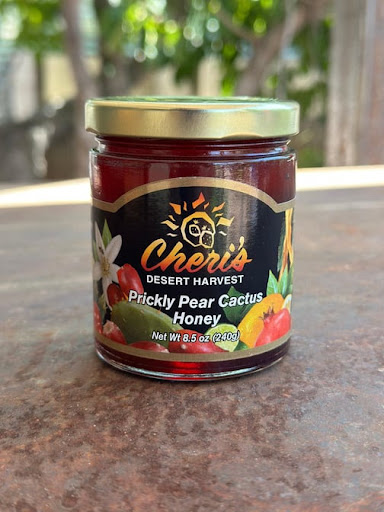 Cheri's
DESERT HARVEST
Prickly Pear Cactus
Honey
Net Wt 8.5 oz (240g)